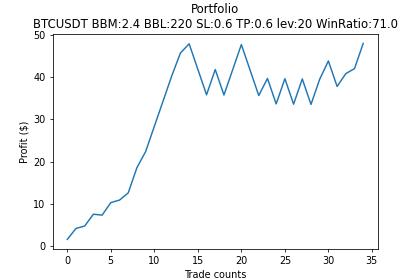 Portfolio
BTCUSDT BBM:2.4 BBL:220 SL:0.6 TP:0.6 lev:20 WinRatio:71.0
50
40
30
20
10
0
Profit ($)
0 5 10 15 20 25 30 35
Trade counts